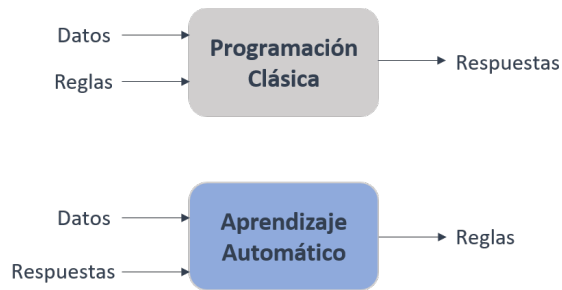 Datos
Reglas
Programación
Clásica
Respuestas
Datos
Respuestas
Aprendizaje
Automático
Reglas